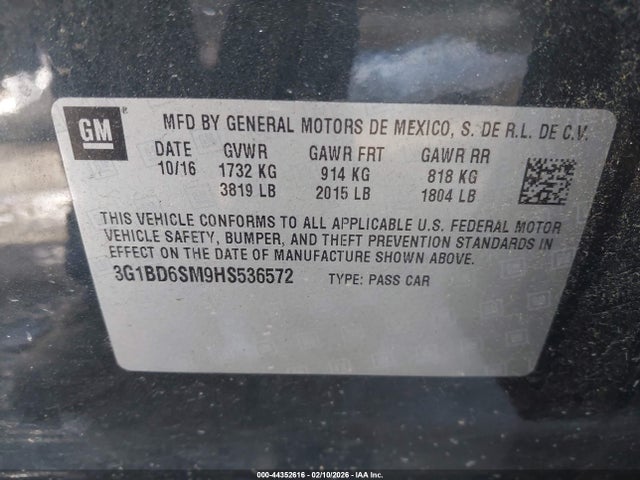 GM
MFD BY GENERAL MOTORS DE MEXICO, S. DE R.L. DE C.V.
DATE GVWR GAWR FRT GAWR RR
10/16 1732 KG 914 KG 818 KG
3819 LB 2015 LB 1804 LB
THIS VEHICLE CONFORMS TO ALL APPLICABLE U.S. FEDERAL MOTOR
VEHICLE SAFETY, BUMPER, AND THEFT PREVENTION STANDARDS IN
EFFECT ON THE DATE OF MANUFACTURE SHOWN ABOVE.
3G1BD6SM9HS536572 TYPE: PASS CAR
000-44352616 - 02/10/2026 - IAA Inc.